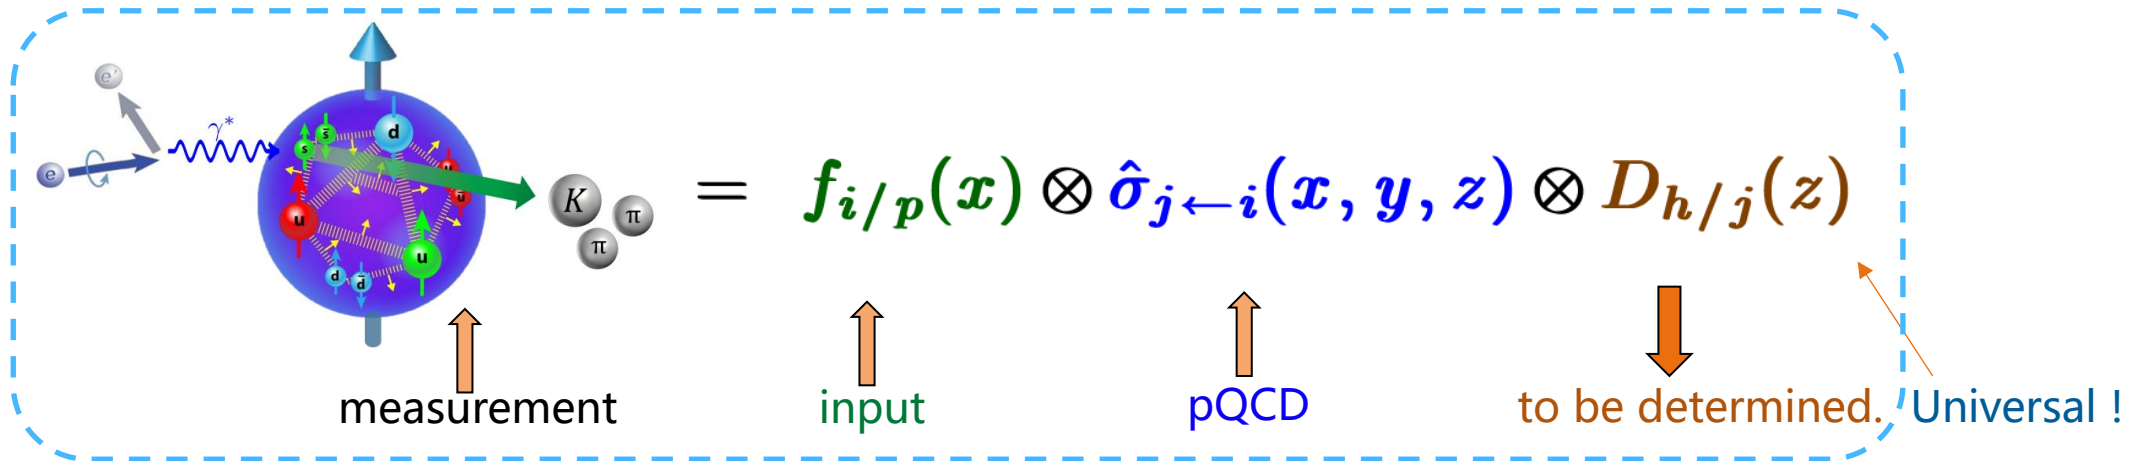 e'
e
γ*
s s̄ d
u ū
u
u
d d̄
K π
π
= f_{i/p}(x) ⊗ σ̂_{j←i}(x, y, z) ⊗ D_{h/j}(z)
measurement input pQCD to be determined. Universal !